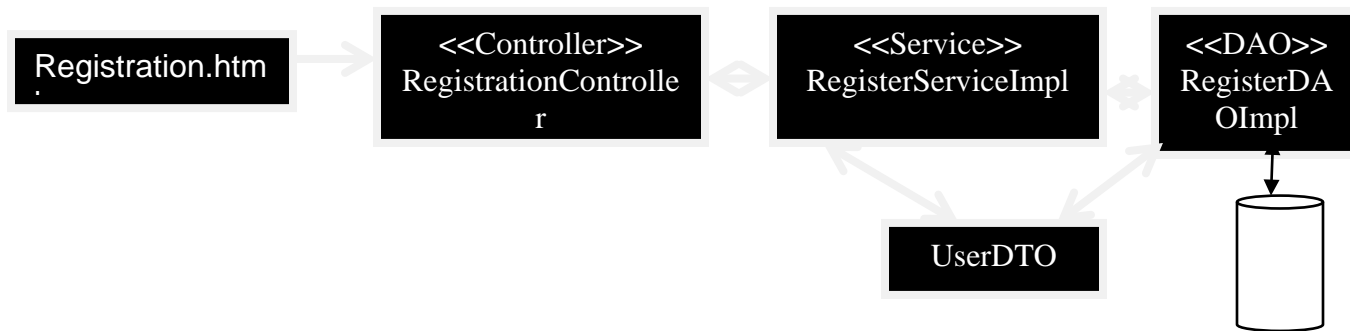 Registration.htm
<<Controller>>
RegistrationControlle
r
<<Service>>
RegisterServiceImpl
<<DAO>>
RegisterDA
OImpl
UserDTO